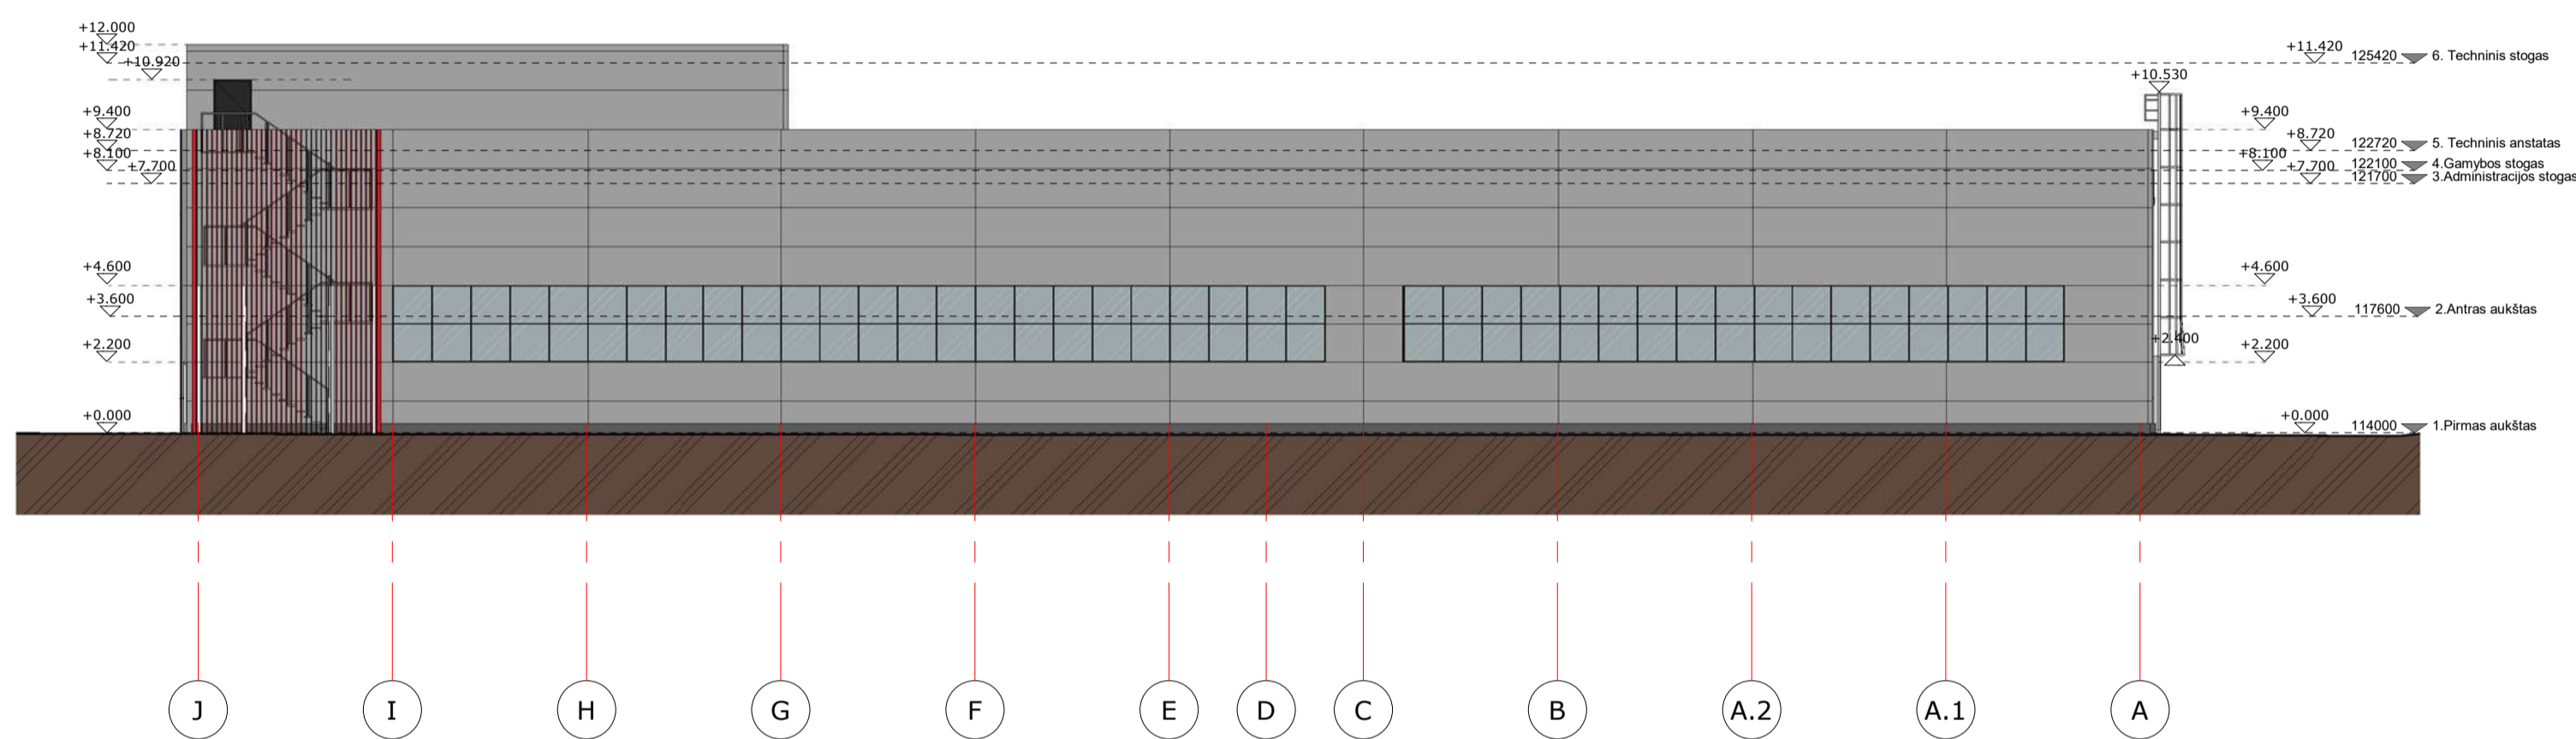 +12.000
+11.420
+10.920
+9.400
+8.720
+8.100
+7.700
+4.600
+3.600
+2.200
+0.000
+11.420 125420 6. Techninis stogas
+10.530
+9.400
+8.720 122720 5. Techninis anstatas
+8.100 122100 4.Gamybos stogas
+7.700 121700 3.Administracijos stogas
+4.600
+3.600 117600 2.Antras aukštas
+2.400
+2.200
+0.000 114000 1.Pirmas aukštas
J I H G F E D C B A.2 A.1 A